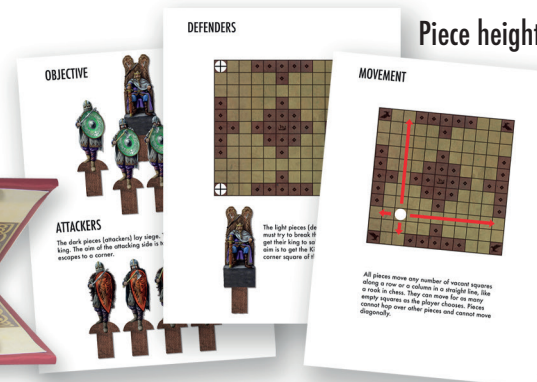 Piece height
OBJECTIVE
ATTACKERS
The dark pieces (attackers) lay siege.
king. The aim of the attacking side is
escapes to a corner.
DEFENDERS
The light pieces
must try to break
get their king to
aim is to get the
corner square of
MOVEMENT
All pieces move any number of vacant squares
along a row or a column in a straight line, like
a rook in chess. They can move for as many
empty squares as the player chooses. Pieces
cannot hop over other pieces and cannot move
diagonally.